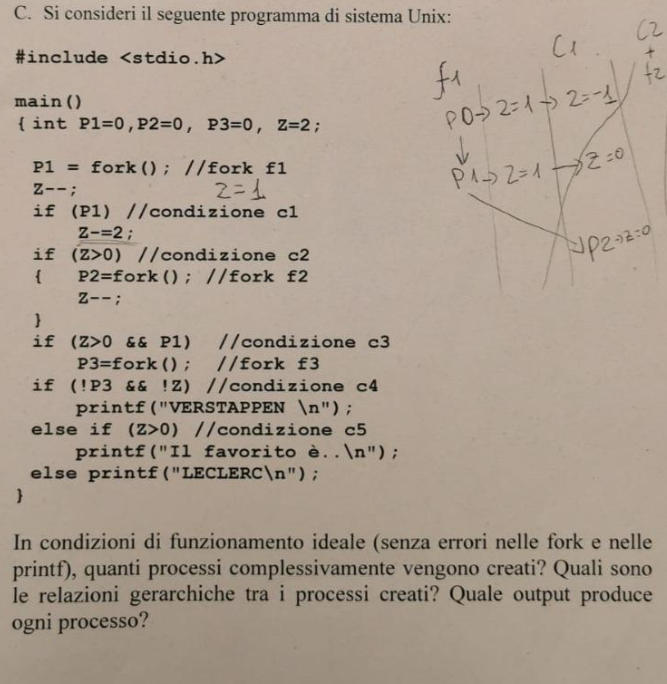 C. Si consideri il seguente programma di sistema Unix:
#include <stdio.h>
main()
{ int P1=0,P2=0, P3=0, Z=2;
P1 = fork(); //fork f1
Z--;
Z=1
if (P1) //condizione c1
Z-=2;
if (Z>0) //condizione c2
{ P2=fork(); //fork f2
Z--;
}
if (Z>0 && P1) //condizione c3
P3=fork(); //fork f3
if (!P3 && !Z) //condizione c4
printf("VERSTAPPEN \n");
else if (Z>0) //condizione c5
printf("Il favorito è..\n");
else printf("LECLERC\n");
}
f1 C1 C2 + f2
P0→ Z=1 → Z=-1
↓
P1→ Z=1 → Z=0
P2→Z=0
In condizioni di funzionamento ideale (senza errori nelle fork e nelle
printf), quanti processi complessivamente vengono creati? Quali sono
le relazioni gerarchiche tra i processi creati? Quale output produce
ogni processo?